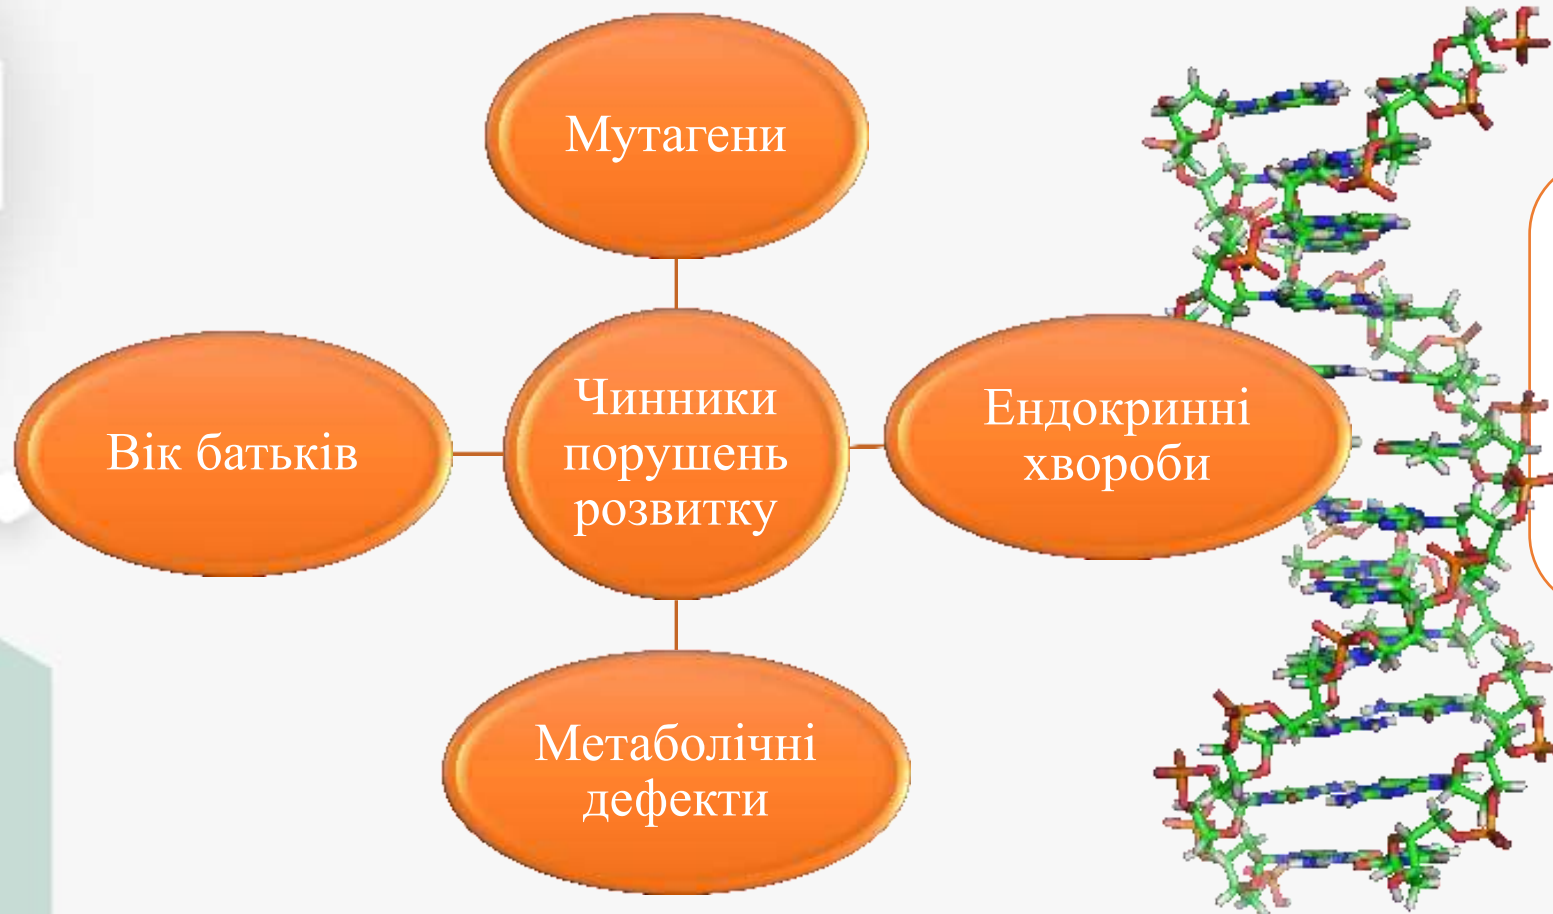 Мутагени
Вік батьків
Чинники
порушень
розвитку
Ендокринні
хвороби
Метаболічні
дефекти